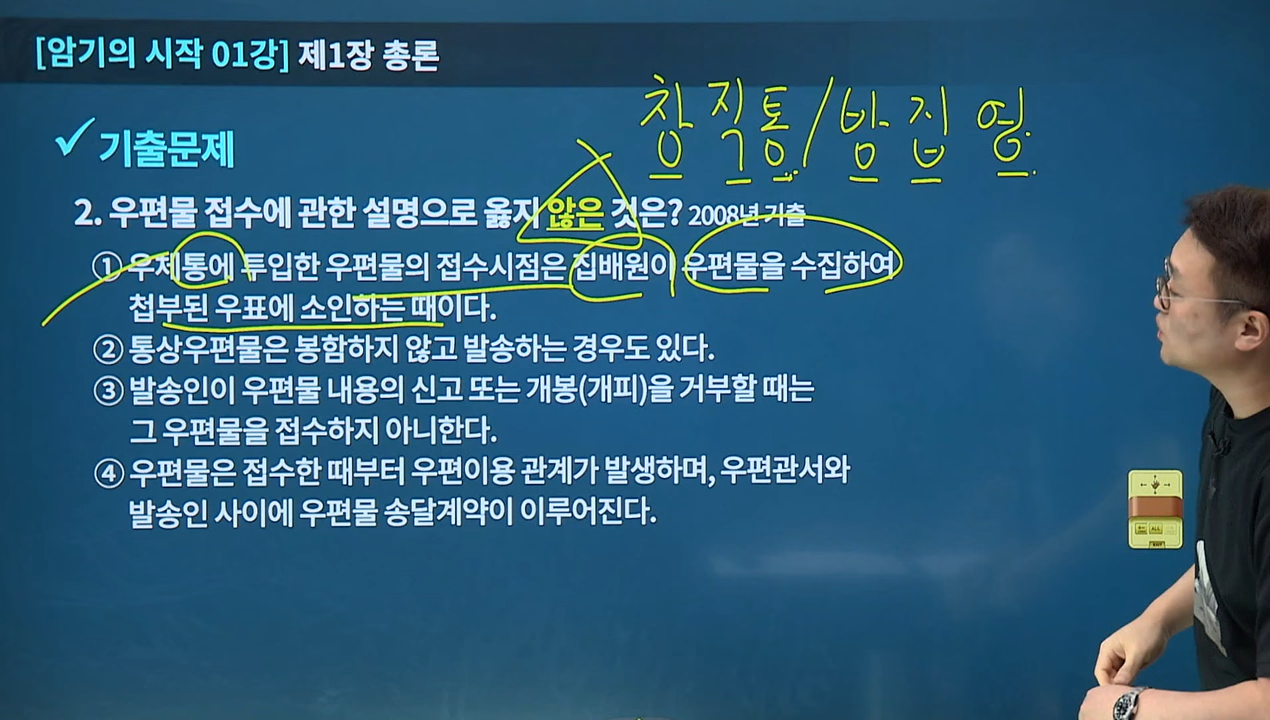 [암기의 시작 01강] 제1장 총론
창 직 통 / 방 집 영
기출문제
2. 우편물 접수에 관한 설명으로 옳지 않은 것은? 2008년 기출
① 우체통에 투입한 우편물의 접수시점은 집배원이 우편물을 수집하여
첩부된 우표에 소인하는 때이다.
② 통상우편물은 봉함하지 않고 발송하는 경우도 있다.
③ 발송인이 우편물 내용의 신고 또는 개봉(개피)을 거부할 때는
그 우편물을 접수하지 아니한다.
④ 우편물은 접수한 때부터 우편이용 관계가 발생하며, 우편관서와
발송인 사이에 우편물 송달계약이 이루어진다.
ALL